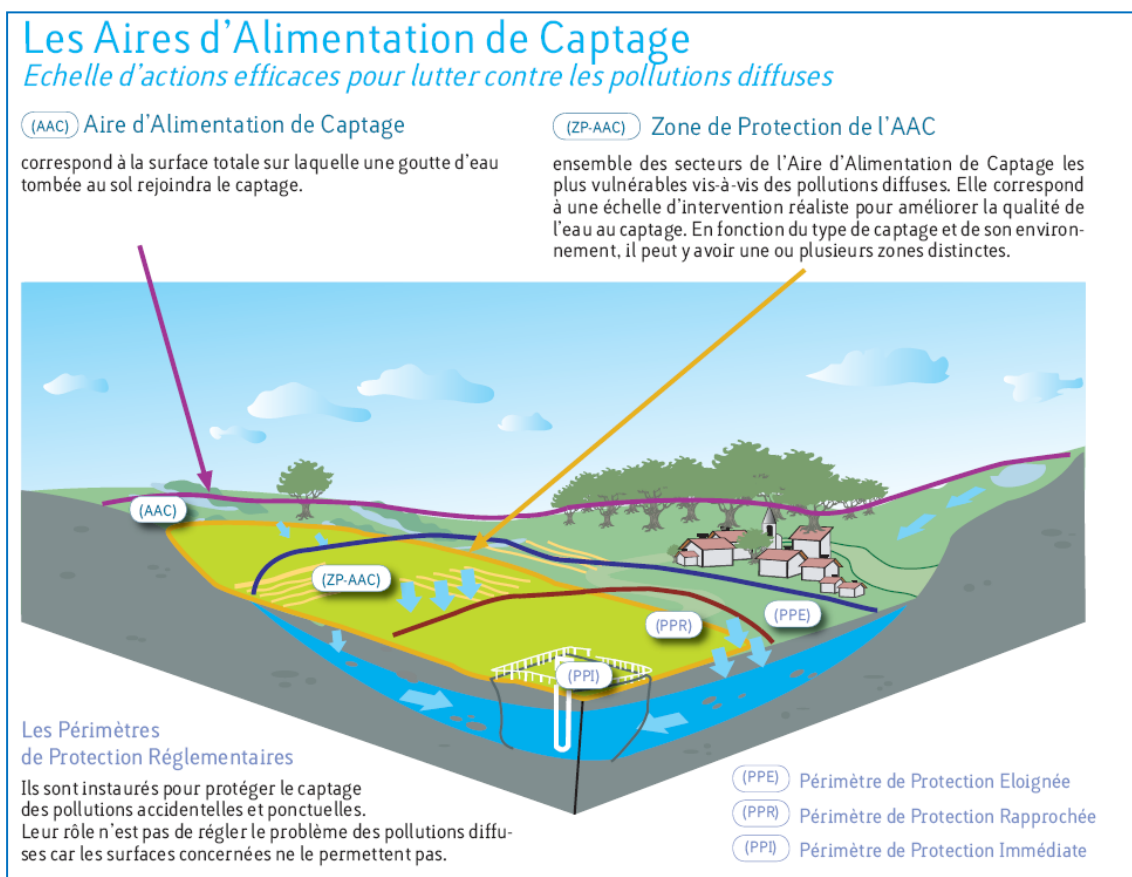 Les Aires d'Alimentation de Captage
Echelle d'actions efficaces pour lutter contre les pollutions diffuses
(AAC) Aire d'Alimentation de Captage
correspond à la surface totale sur laquelle une goutte d'eau
tombée au sol rejoindra le captage.
(ZP-AAC) Zone de Protection de l'AAC
ensemble des secteurs de l'Aire d'Alimentation de Captage les
plus vulnérables vis-à-vis des pollutions diffuses. Elle correspond
à une échelle d'intervention réaliste pour améliorer la qualité de
l'eau au captage. En fonction du type de captage et de son environ-
nement, il peut y avoir une ou plusieurs zones distinctes.
(AAC)
(ZP-AAC)
(PPR)
(PPE)
(PPI)
Les Périmètres
de Protection Réglementaires
Ils sont instaurés pour protéger le captage
des pollutions accidentelles et ponctuelles.
Leur rôle n'est pas de régler le problème des pollutions diffu-
ses car les surfaces concernées ne le permettent pas.
(PPE) Périmètre de Protection Eloignée
(PPR) Périmètre de Protection Rapprochée
(PPI) Périmètre de Protection Immédiate